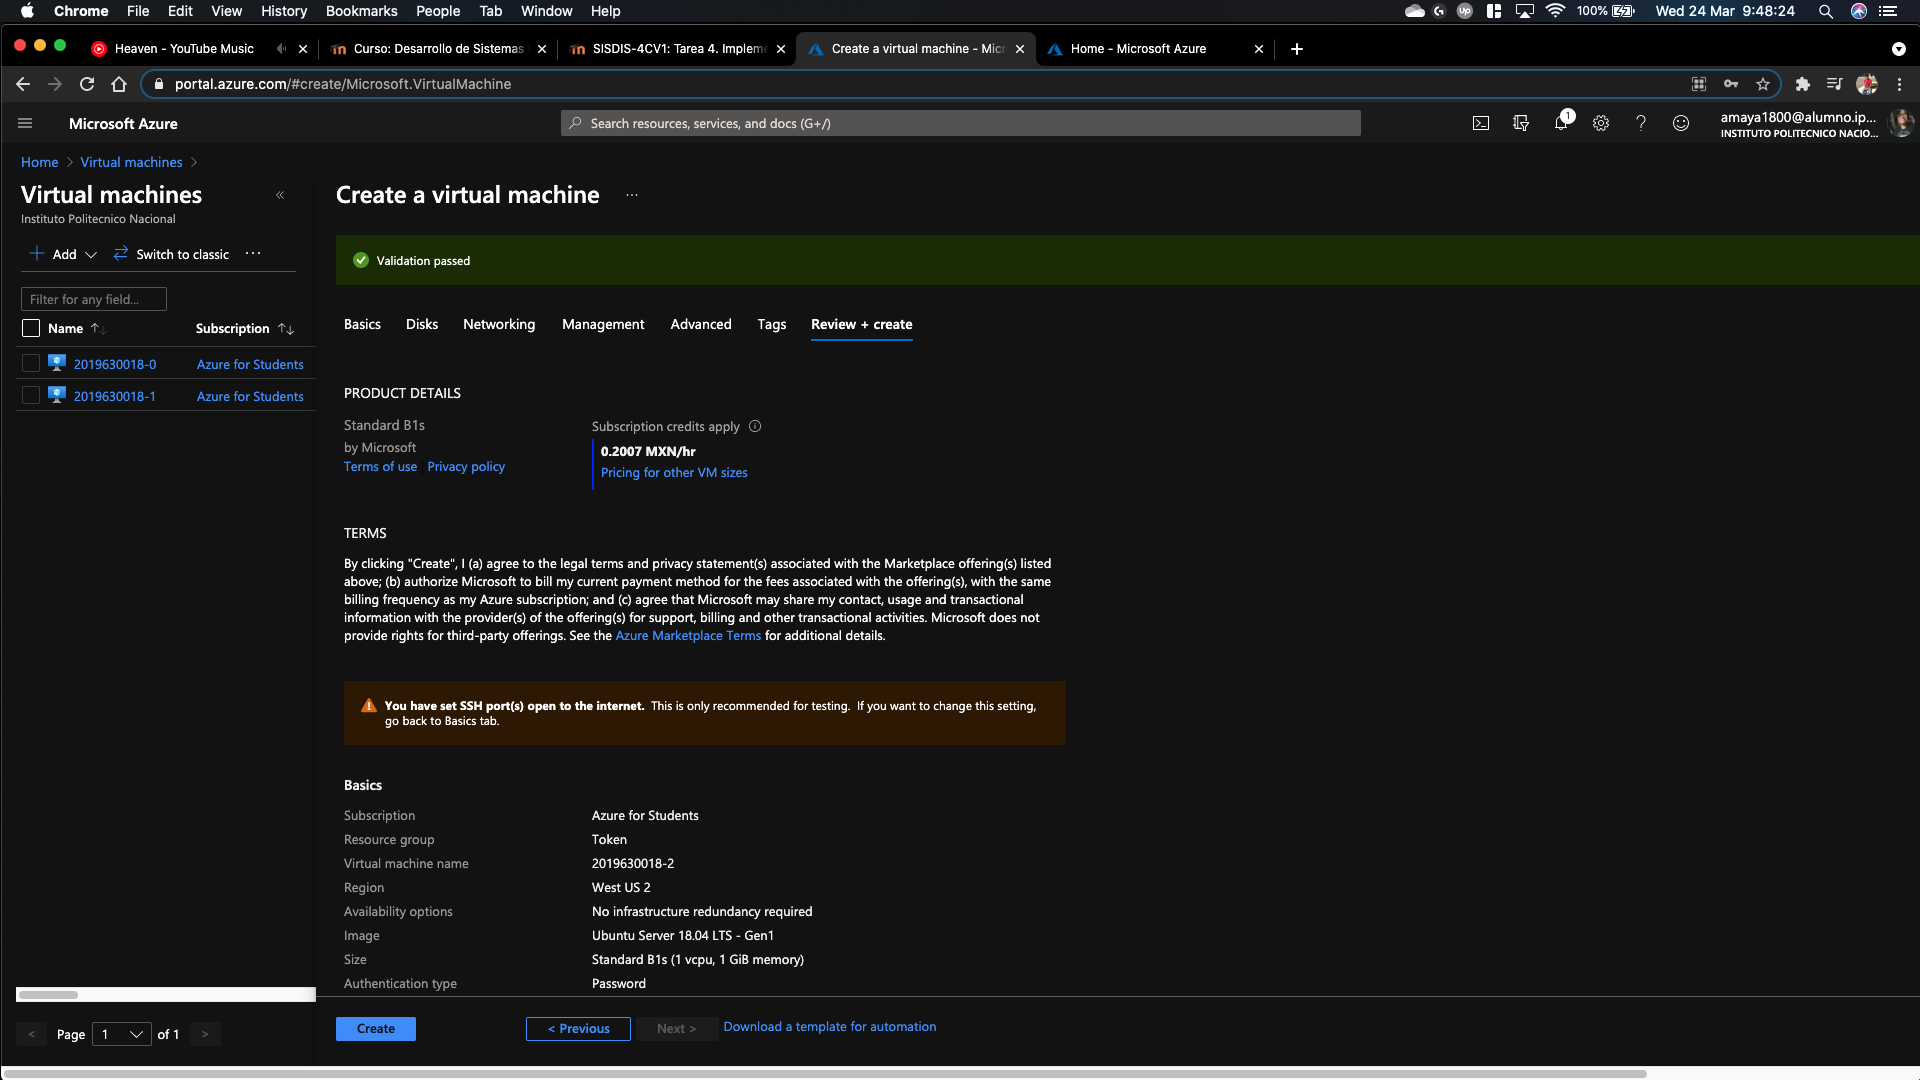 Chrome File Edit View History Bookmarks People Tab Window Help 100% Wed 24 Mar 9:48:24
Heaven - YouTube Music
Curso: Desarrollo de Sistemas
SISDIS-4CV1: Tarea 4. Impleme
Create a virtual machine - Micr
Home - Microsoft Azure
portal.azure.com/#create/Microsoft.VirtualMachine
Microsoft Azure
Search resources, services, and docs (G+/)
1
amaya1800@alumno.ip...
INSTITUTO POLITECNICO NACIO...
Home > Virtual machines >
Virtual machines
Instituto Politecnico Nacional
Add
Switch to classic
Filter for any field...
Name
Subscription
2019630018-0 Azure for Students
2019630018-1 Azure for Students
< Page 1 of 1 >
Create a virtual machine
Validation passed
Basics Disks Networking Management Advanced Tags Review + create
PRODUCT DETAILS
Standard B1s
by Microsoft
Terms of use | Privacy policy
Subscription credits apply
0.2007 MXN/hr
Pricing for other VM sizes
TERMS
By clicking "Create", I (a) agree to the legal terms and privacy statement(s) associated with the Marketplace offering(s) listed
above; (b) authorize Microsoft to bill my current payment method for the fees associated with the offering(s), with the same
billing frequency as my Azure subscription; and (c) agree that Microsoft may share my contact, usage and transactional
information with the provider(s) of the offering(s) for support, billing and other transactional activities. Microsoft does not
provide rights for third-party offerings. See the Azure Marketplace Terms for additional details.
You have set SSH port(s) open to the internet. This is only recommended for testing. If you want to change this setting,
go back to Basics tab.
Basics
Subscription Azure for Students
Resource group Token
Virtual machine name 2019630018-2
Region West US 2
Availability options No infrastructure redundancy required
Image Ubuntu Server 18.04 LTS - Gen1
Size Standard B1s (1 vcpu, 1 GiB memory)
Authentication type Password
Create
< Previous
Next >
Download a template for automation